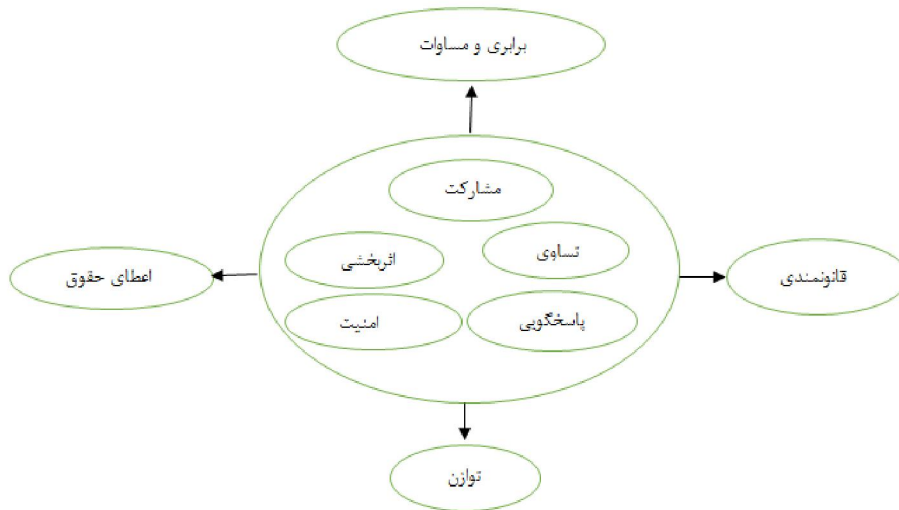 برابری و مساوات
مشارکت
تساوی
اثربخشی
قانونمندی
اعطای حقوق
پاسخگویی
امنیت
توازن